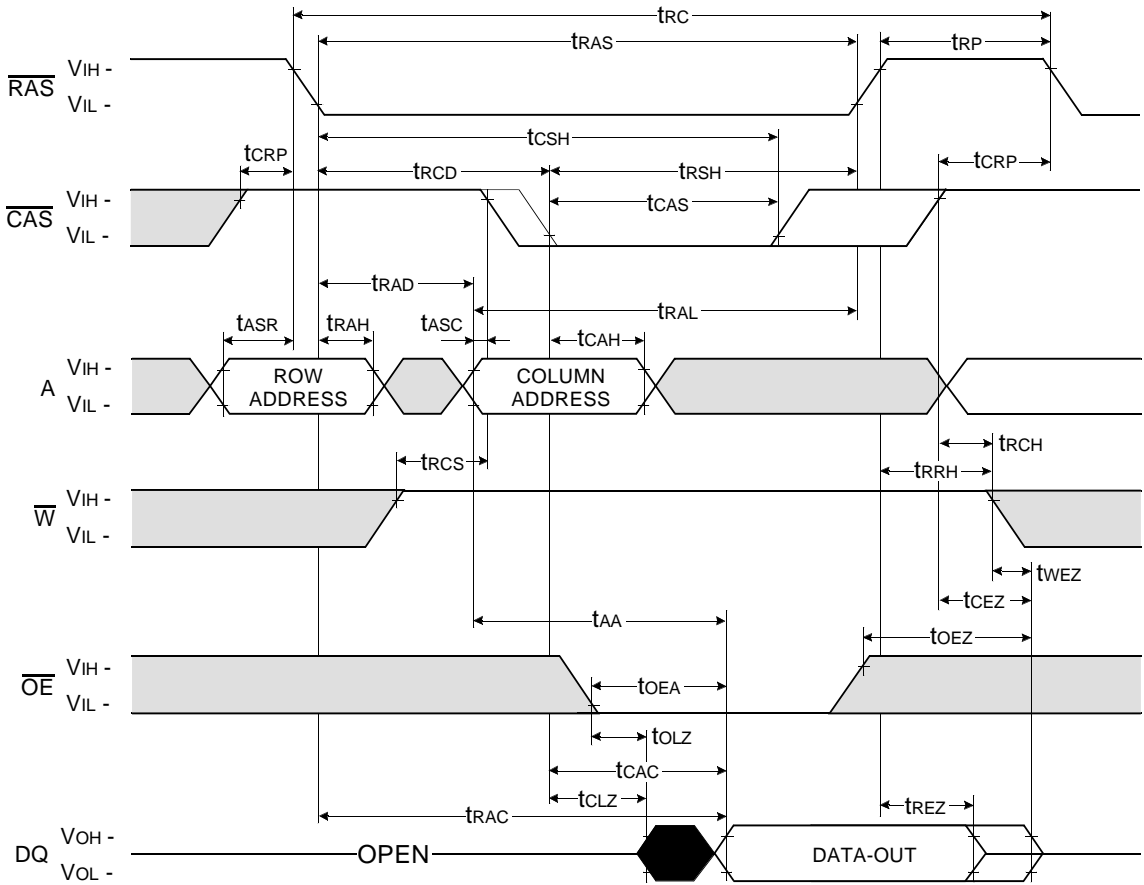 tRC
tRAS
tRP
RAS
VIH -
VIL -
tCSH
tCRP
tRCD
tRSH
tCRP
CAS
VIH -
VIL -
tCAS
tRAD
tRAL
tASR
tRAH
tASC
tCAH
A
VIH -
VIL -
ROW
ADDRESS
COLUMN
ADDRESS
tRCS
tRCH
tRRH
W
VIH -
VIL -
tWEZ
tCEZ
tAA
tOEZ
OE
VIH -
VIL -
tOEA
tOLZ
tCAC
tCLZ
tRAC
tREZ
DQ
VOH -
VOL -
OPEN
DATA-OUT